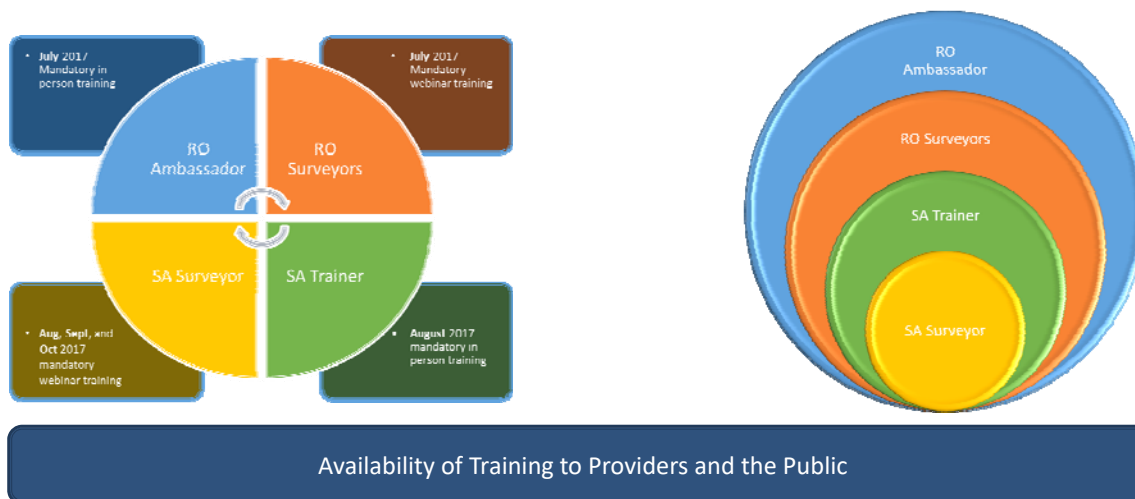 • July 2017
Mandatory in
person training
• July 2017
Mandatory
webinar training
RO
Ambassador
RO
Surveyors
SA Surveyor
SA Trainer
• Aug, Sept, and
Oct 2017
mandatory
webinar training
• August 2017
mandatory in
person training
RO
Ambassador
RO Surveyors
SA Trainer
SA Surveyor
Availability of Training to Providers and the Public